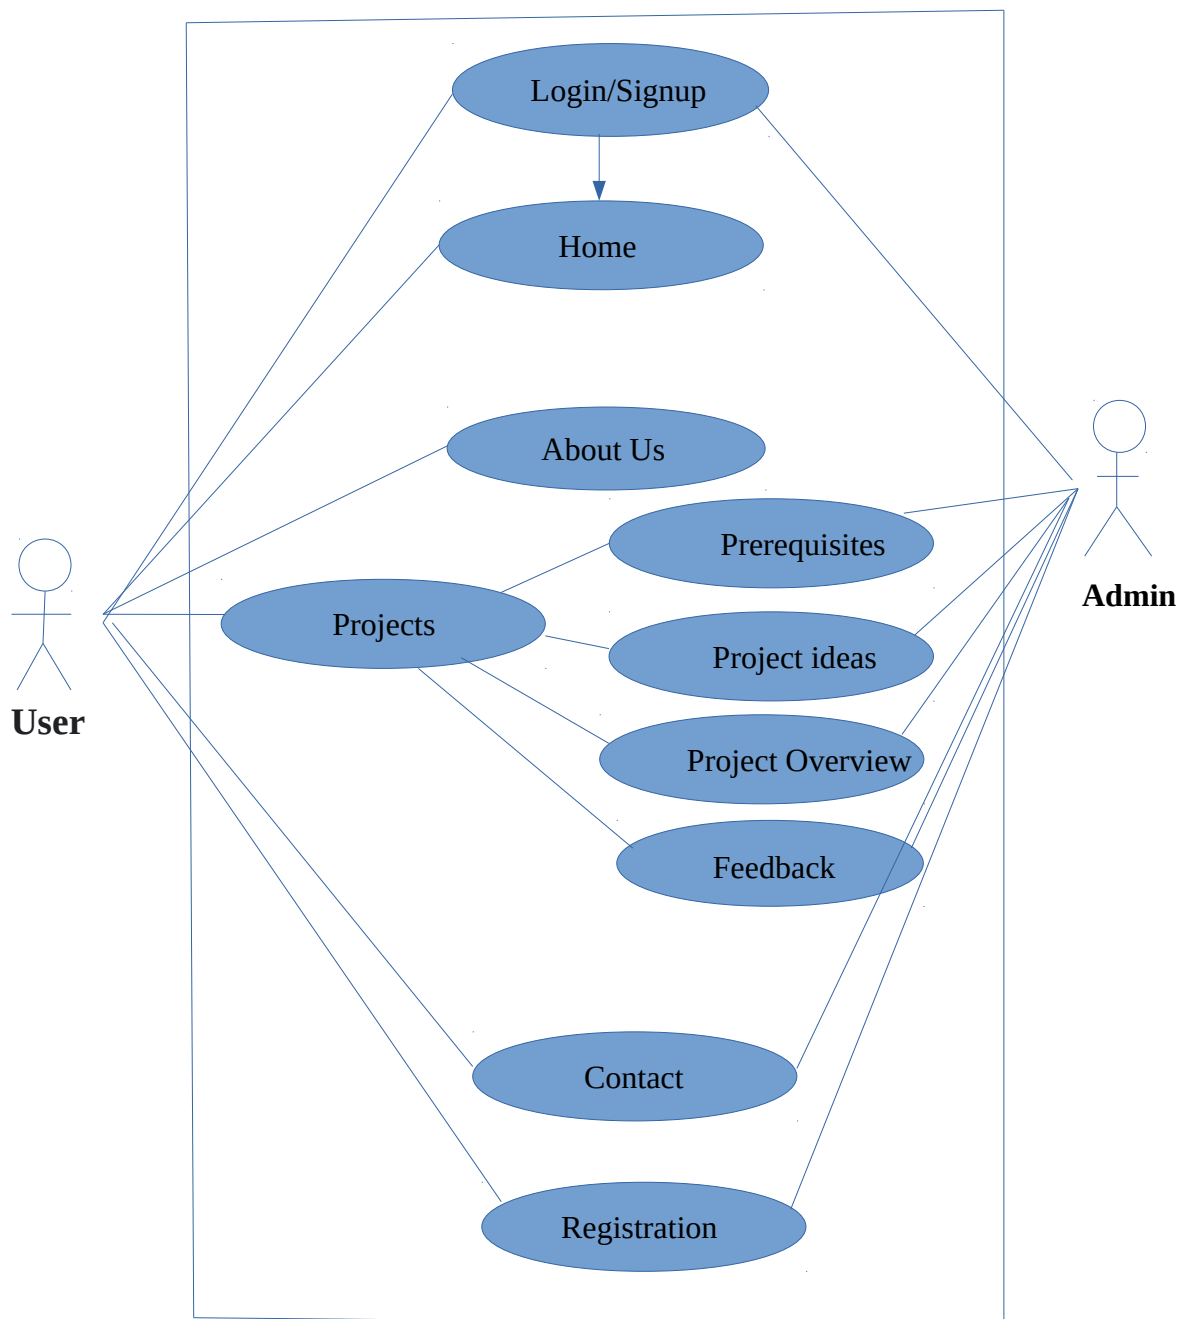 Login/Signup
Home
About Us
Prerequisites
Admin
Projects
Project ideas
User
Project Overview
Feedback
Contact
Registration